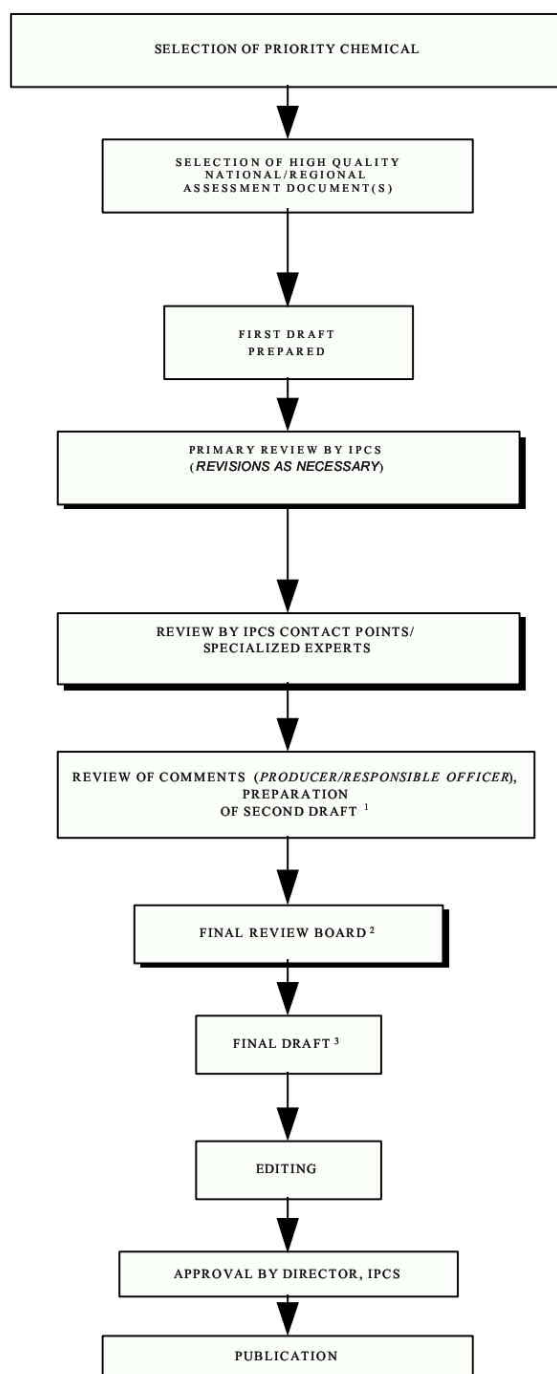 SELECTION OF PRIORITY CHEMICAL
SELECTION OF HIGH QUALITY
NATIONAL/REGIONAL
ASSESSMENT DOCUMENT(S)
FIRST DRAFT
PREPARED
PRIMARY REVIEW BY IPCS
(REVISIONS AS NECESSARY)
REVIEW BY IPCS CONTACT POINTS/
SPECIALIZED EXPERTS
REVIEW OF COMMENTS (PRODUCER/RESPONSIBLE OFFICER),
PREPARATION
OF SECOND DRAFT 1
FINAL REVIEW BOARD 2
FINAL DRAFT 3
EDITING
APPROVAL BY DIRECTOR, IPCS
PUBLICATION